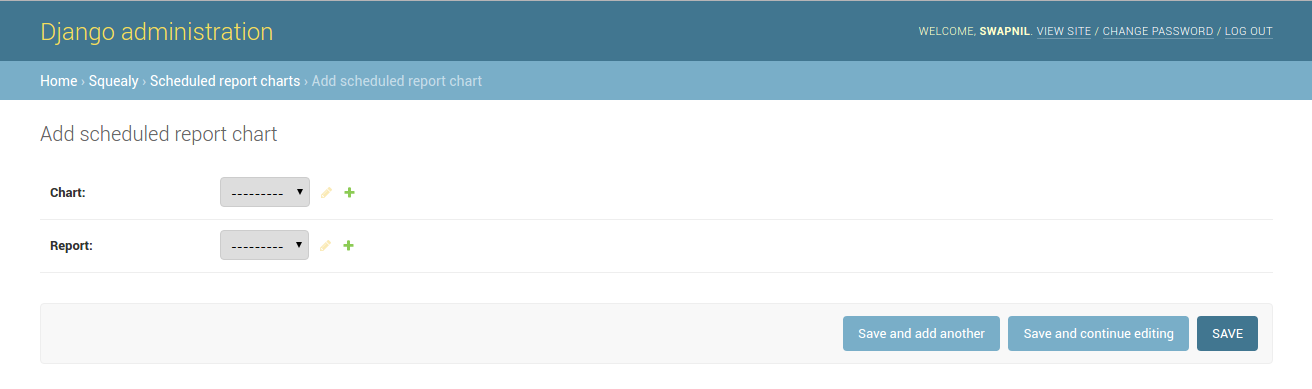 Django administration
WELCOME, SWAPNIL. VIEW SITE / CHANGE PASSWORD / LOG OUT
Home › Squealy › Scheduled report charts › Add scheduled report chart
Add scheduled report chart
Chart: ---------
Report: ---------
Save and add another Save and continue editing SAVE